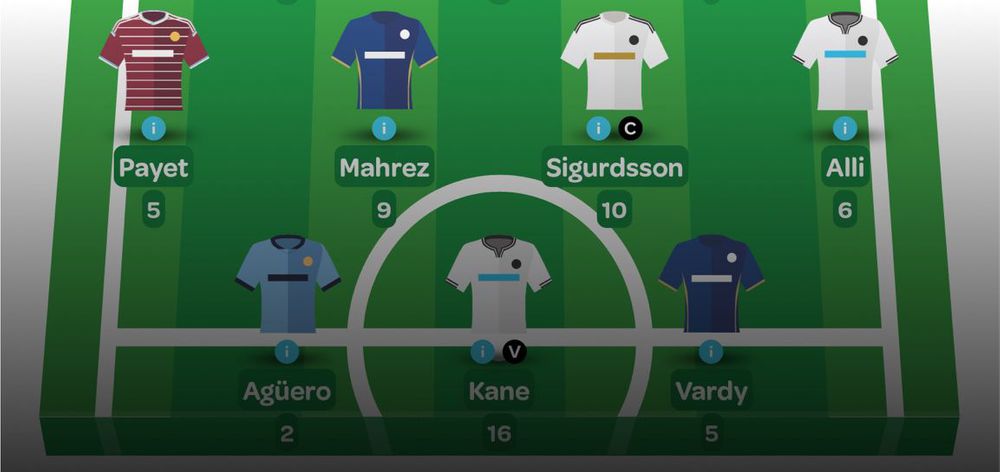 i i i C i
Payet Mahrez Sigurdsson Alli
5 9 10 6
i i V i
Agüero Kane Vardy
2 16 5